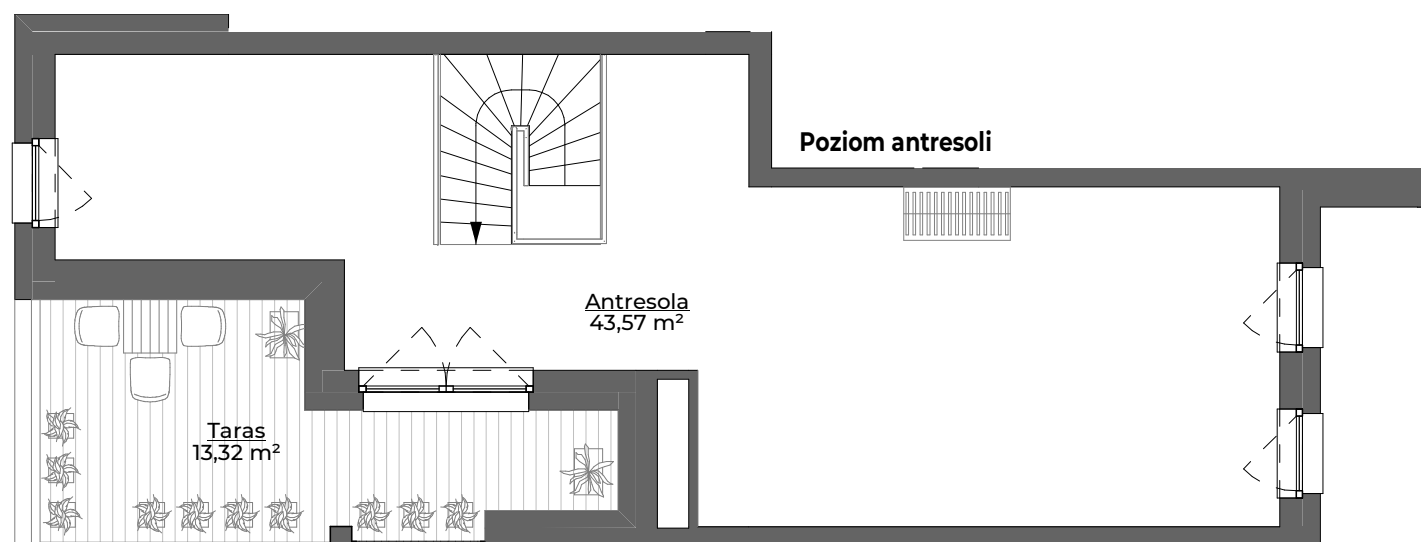 Poziom antresoli
Antresola
43,57 m²
Taras
13,32 m²